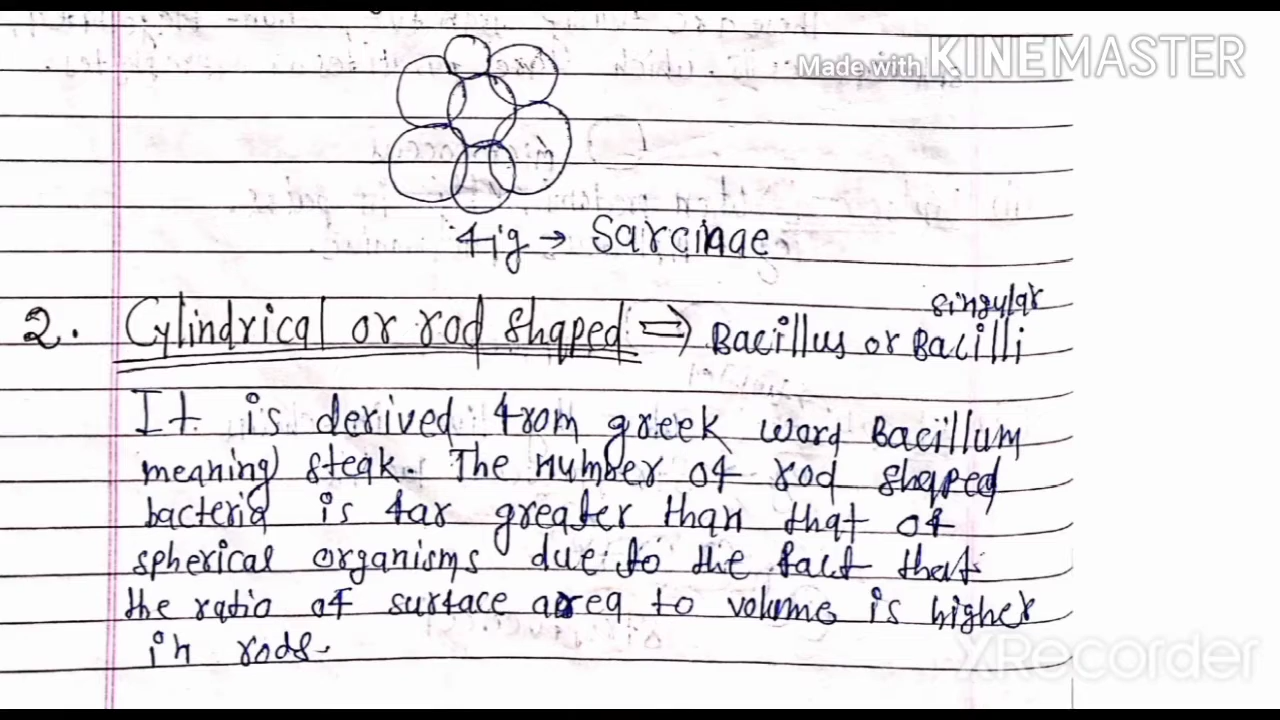 Made with KINEMASTER
fig → Sarcinae
singular
2. Cylindrical or rod shaped ⇒ Bacillus or Bacilli
It is derived from greek word Bacillum
meaning steak. The number of rod shaped
bacteria is far greater than that of
spherical organisms due to the fact that
the ratio of surface area to volume is higher
in rods.
XRecorder